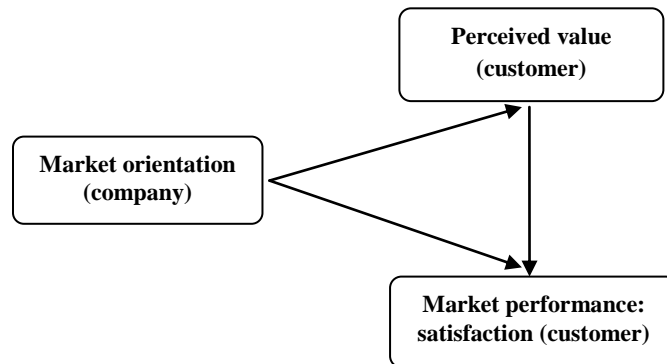 Perceived value
(customer)
Market orientation
(company)
Market performance:
satisfaction (customer)